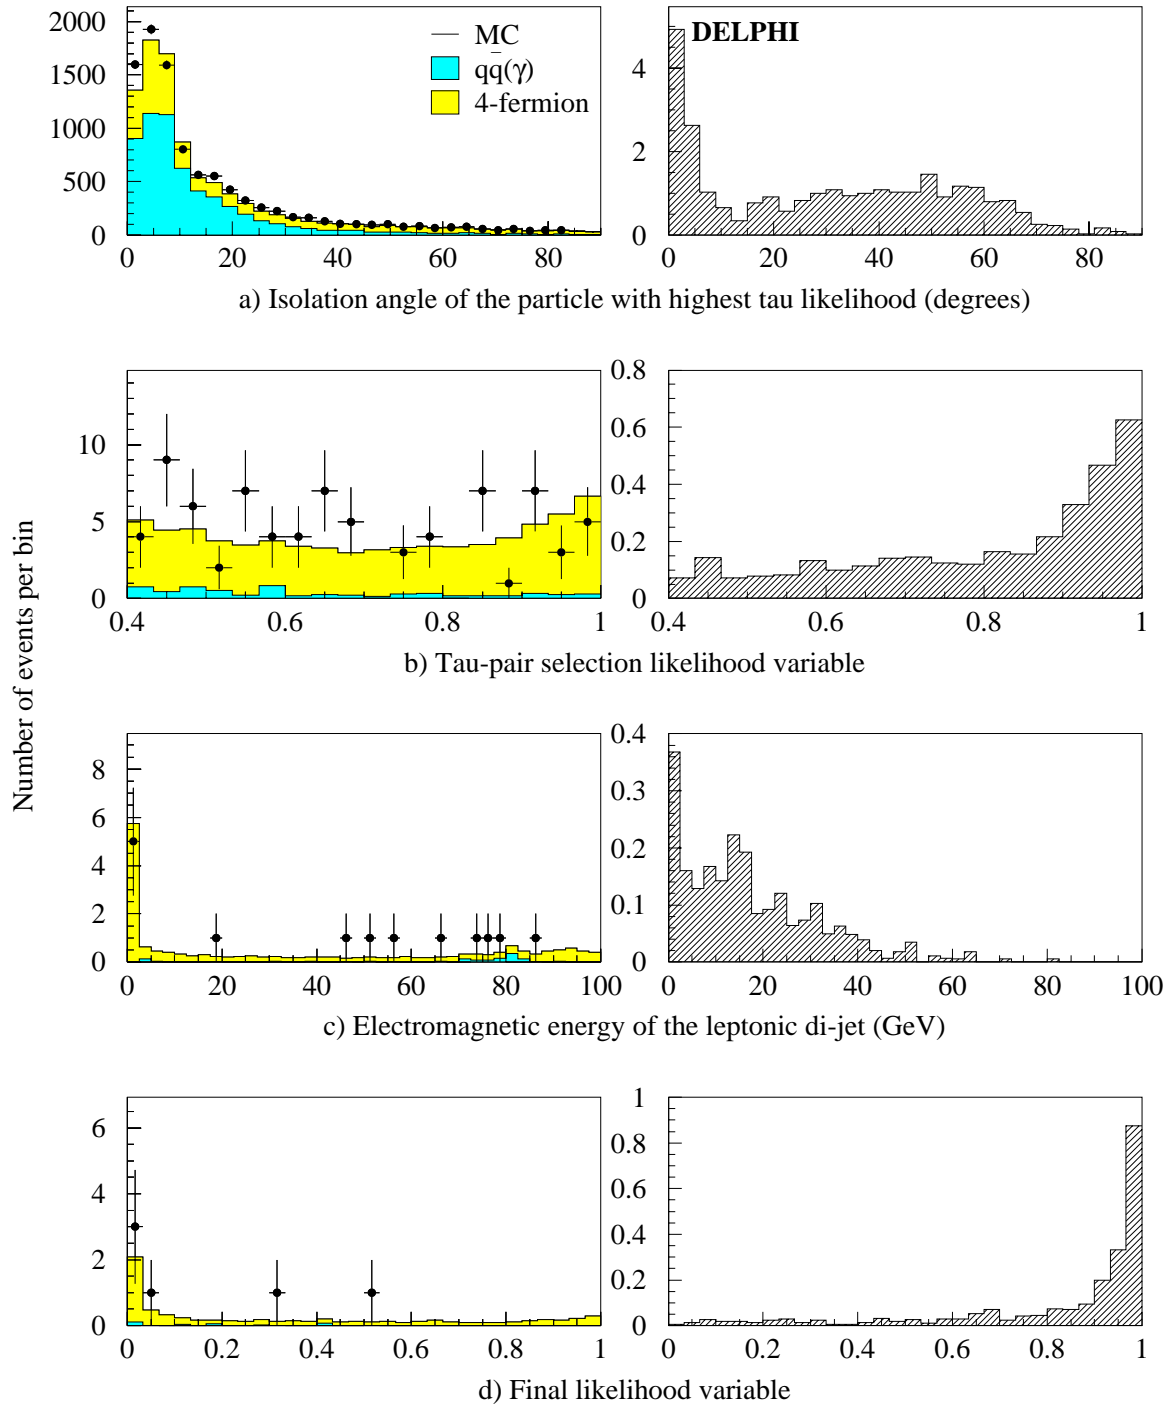 2000
1500
1000
500
0
0 20 40 60 80
MC
qq̄(γ)
4-fermion
DELPHI
4
2
0
0 20 40 60 80
a) Isolation angle of the particle with highest tau likelihood (degrees)
Number of events per bin
10
5
0
0.4 0.6 0.8 1
0.8
0.6
0.4
0.2
0
0.4 0.6 0.8 1
b) Tau-pair selection likelihood variable
8
6
4
2
0
0 20 40 60 80 100
0.4
0.3
0.2
0.1
0
0 20 40 60 80 100
c) Electromagnetic energy of the leptonic di-jet (GeV)
6
4
2
0
0 0.2 0.4 0.6 0.8 1
1
0.8
0.6
0.4
0.2
0
0 0.2 0.4 0.6 0.8 1
d) Final likelihood variable